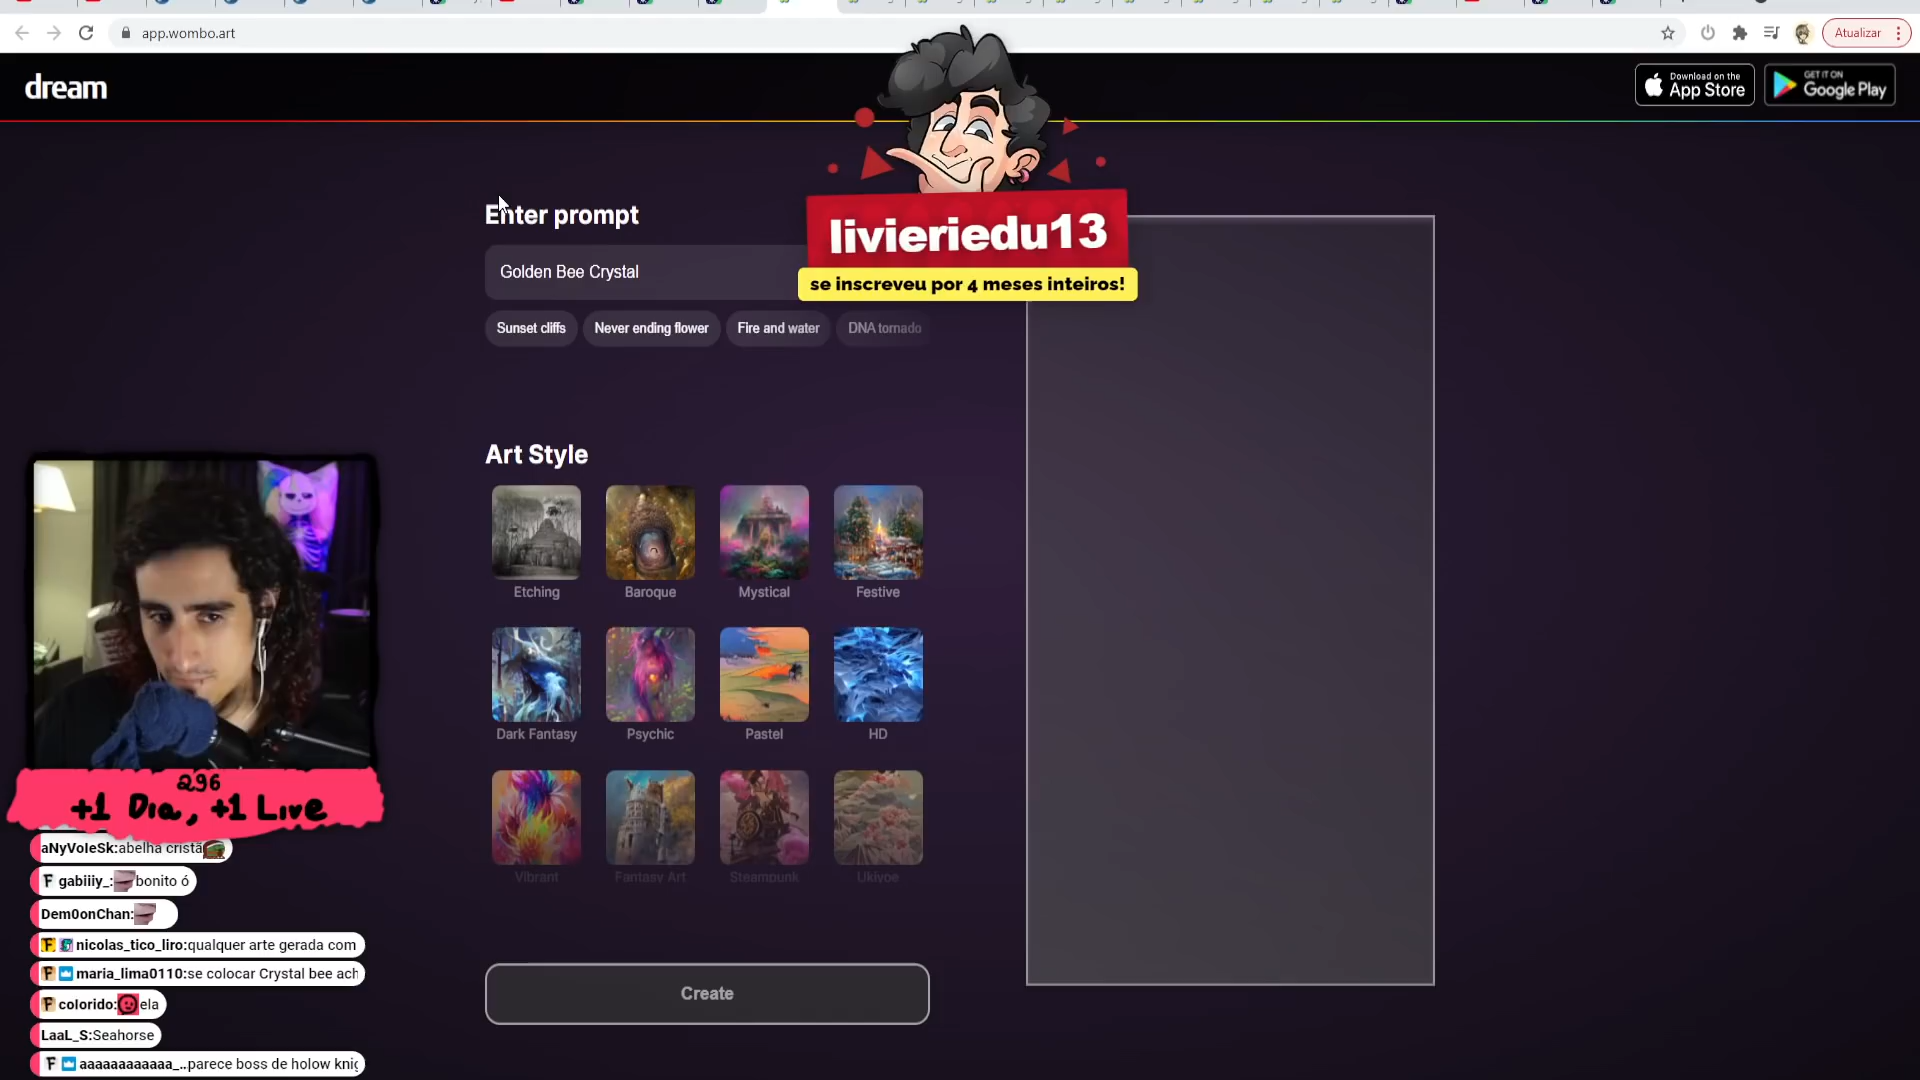 app.wombo.art
Atualizar
dream
Download on the
App Store
GET IT ON
Google Play
Enter prompt
Golden Bee Crystal
livieriedu13
se inscreveu por 4 meses inteiros!
Sunset cliffs
Never ending flower
Fire and water
DNA tornado
Art Style
Etching
Baroque
Mystical
Festive
Dark Fantasy
Psychic
Pastel
HD
Vibrant
Fantasy Art
Steampunk
Ukiyoe
Create
296
+1 Dia, +1 Live
aNyVoIeSk:abelha cristã
F gabiiiy_:bonito ó
Dem0onChan:
F nicolas_tico_liro:qualquer arte gerada com
F maria_lima0110:se colocar Crystal bee ach
F colorido:ela
LaaL_S:Seahorse
F aaaaaaaaaaaa_..parece boss de holow knig